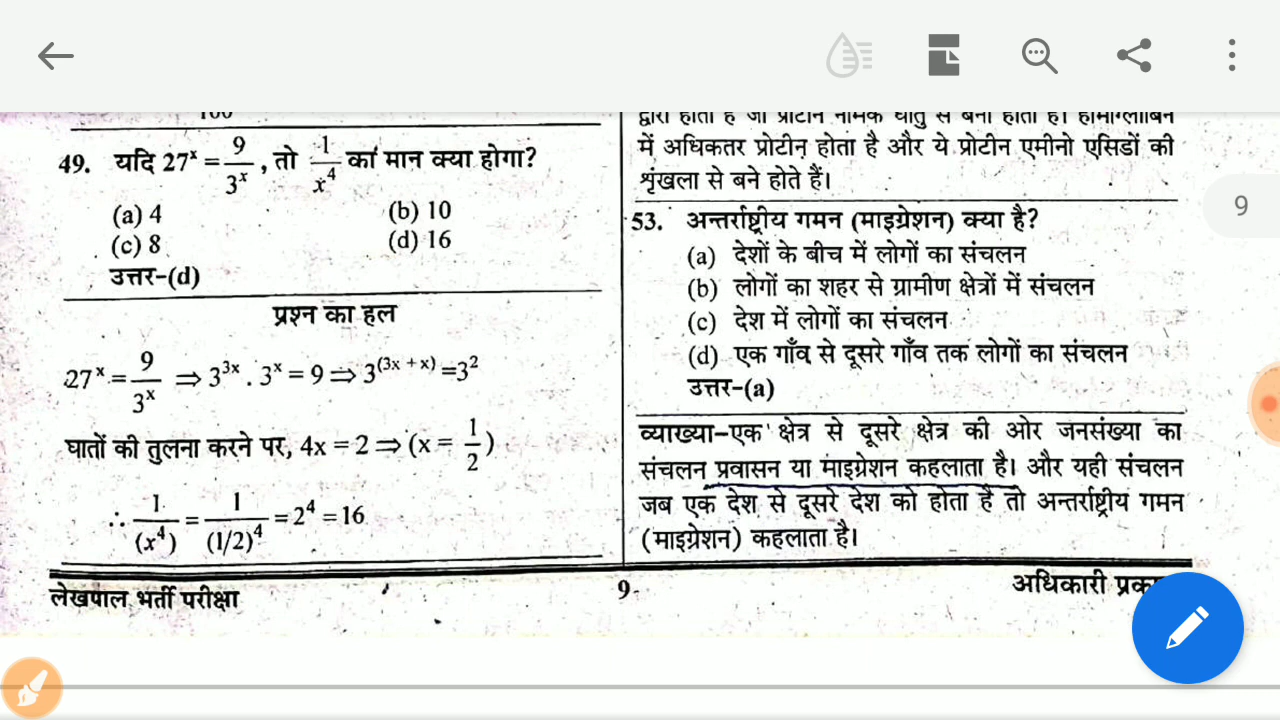 100
49. यदि 27ˣ = 9/3ˣ, तो 1/x⁴ का मान क्या होगा?
(a) 4 (b) 10
(c) 8 (d) 16
उत्तर–(d)
प्रश्न का हल
27ˣ = 9/3ˣ ⇒ 3³ˣ . 3ˣ = 9 ⇒ 3⁽³ˣ ⁺ ˣ⁾ = 3²
घातों की तुलना करने पर, 4x = 2 ⇒ (x = 1/2)
∴ 1/(x⁴) = 1/(1/2)⁴ = 2⁴ = 16
द्वारा होता है जो प्रोटीन नामक धातु से बना होता है। हीमोग्लोबिन
में अधिकतर प्रोटीन होता है और ये प्रोटीन एमीनो एसिडों की
शृंखला से बने होते हैं।
53. अन्तर्राष्ट्रीय गमन (माइग्रेशन) क्या है?
(a) देशों के बीच में लोगों का संचलन
(b) लोगों का शहर से ग्रामीण क्षेत्रों में संचलन
(c) देश में लोगों का संचलन
(d) एक गाँव से दूसरे गाँव तक लोगों का संचलन
उत्तर–(a)
व्याख्या–एक क्षेत्र से दूसरे क्षेत्र की ओर जनसंख्या का
संचलन प्रवासन या माइग्रेशन कहलाता है। और यही संचलन
जब एक देश से दूसरे देश को होता है तो अन्तर्राष्ट्रीय गमन
(माइग्रेशन) कहलाता है।
9
लेखपाल भर्ती परीक्षा 9 अधिकारी